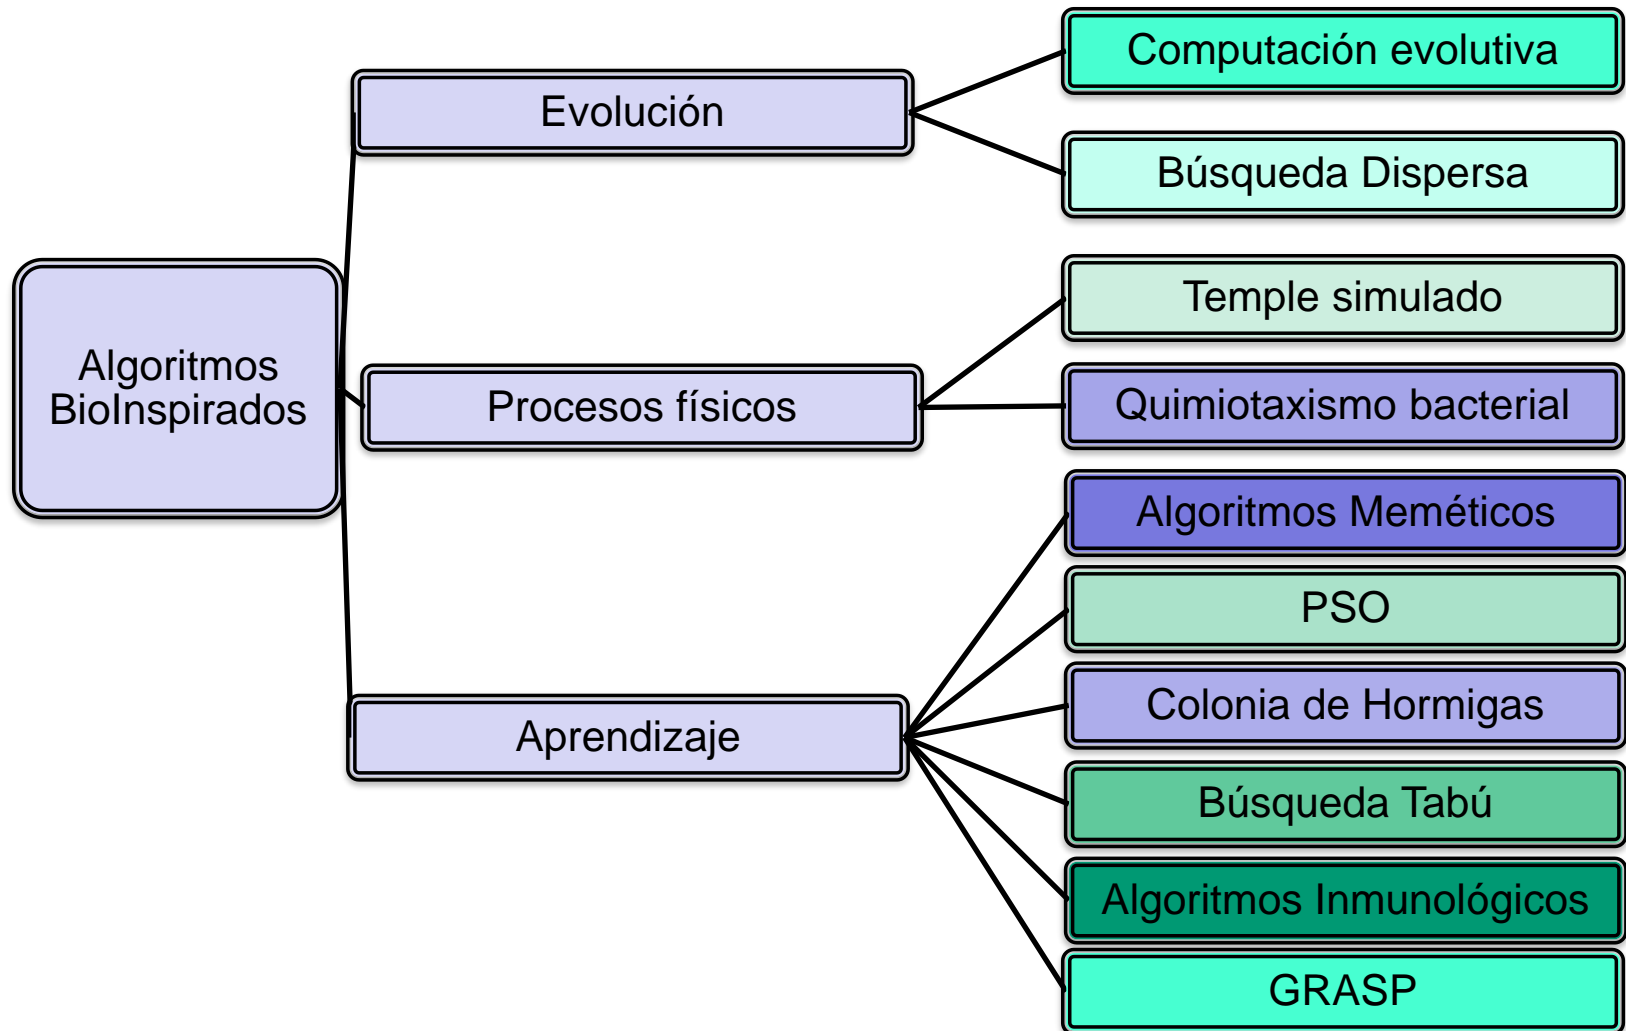 Algoritmos
BioInspirados
Evolución
Computación evolutiva
Búsqueda Dispersa
Procesos físicos
Temple simulado
Quimiotaxismo bacterial
Aprendizaje
Algoritmos Meméticos
PSO
Colonia de Hormigas
Búsqueda Tabú
Algoritmos Inmunológicos
GRASP